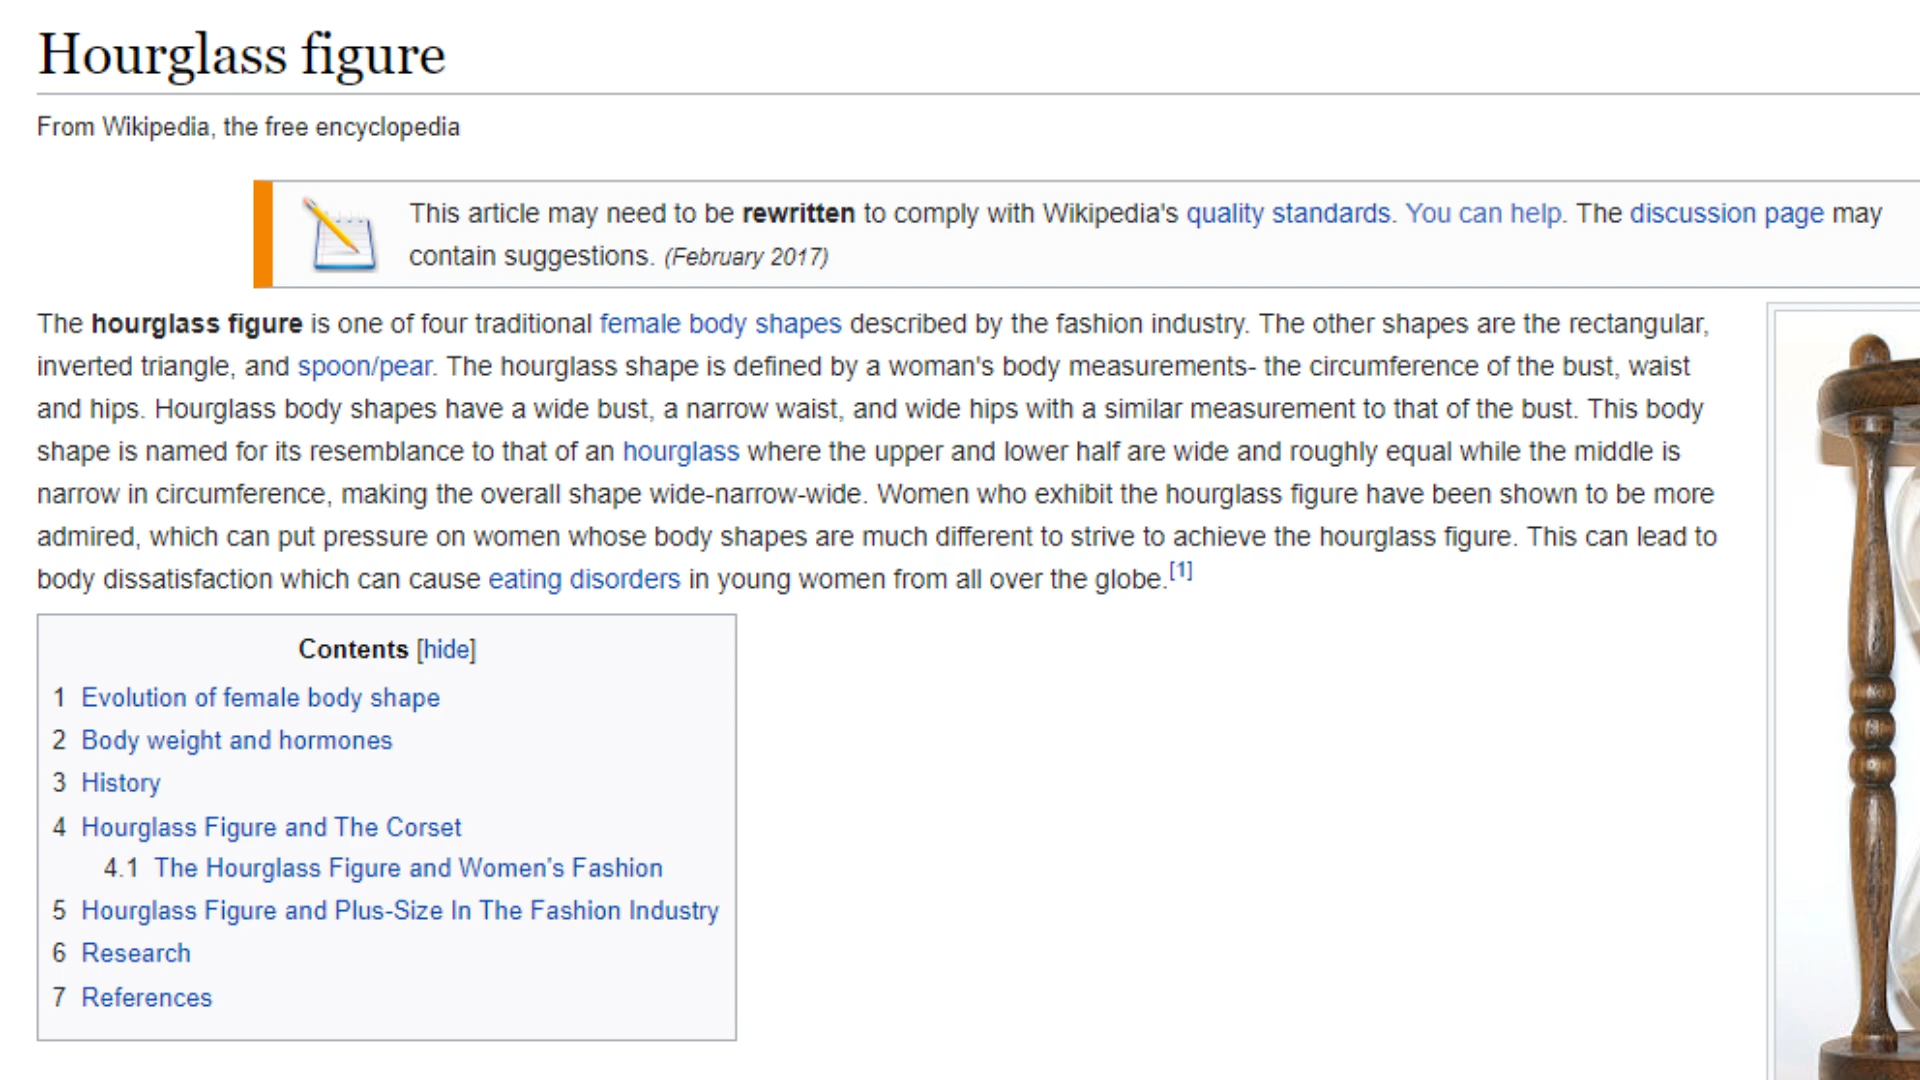 Hourglass figure
From Wikipedia, the free encyclopedia
This article may need to be rewritten to comply with Wikipedia's quality standards. You can help. The discussion page may
contain suggestions. (February 2017)
The hourglass figure is one of four traditional female body shapes described by the fashion industry. The other shapes are the rectangular,
inverted triangle, and spoon/pear. The hourglass shape is defined by a woman's body measurements- the circumference of the bust, waist
and hips. Hourglass body shapes have a wide bust, a narrow waist, and wide hips with a similar measurement to that of the bust. This body
shape is named for its resemblance to that of an hourglass where the upper and lower half are wide and roughly equal while the middle is
narrow in circumference, making the overall shape wide-narrow-wide. Women who exhibit the hourglass figure have been shown to be more
admired, which can put pressure on women whose body shapes are much different to strive to achieve the hourglass figure. This can lead to
body dissatisfaction which can cause eating disorders in young women from all over the globe.[1]
Contents [hide]
1 Evolution of female body shape
2 Body weight and hormones
3 History
4 Hourglass Figure and The Corset
4.1 The Hourglass Figure and Women's Fashion
5 Hourglass Figure and Plus-Size In The Fashion Industry
6 Research
7 References